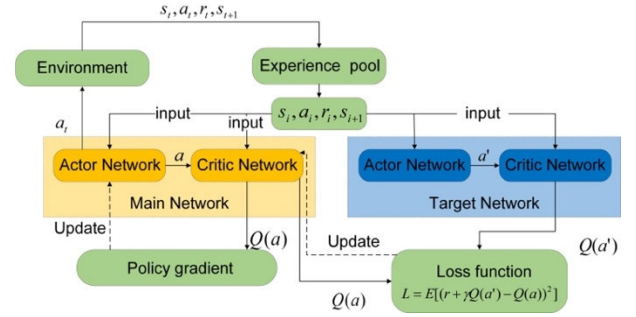 s_t, a_t, r_t, s_{t+1}
Environment
Experience pool
s_i, a_i, r_i, s_{i+1}
input
input
input
a_t
Actor Network
a
Critic Network
Actor Network
a'
Critic Network
Main Network
Target Network
Update
Q(a)
Update
Q(a')
Policy gradient
Q(a)
Loss function
L = E[(r + γQ(a') − Q(a))²]